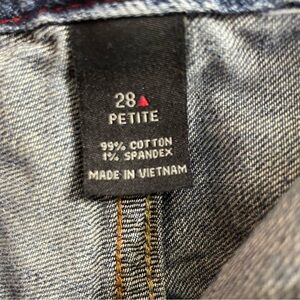 28
PETITE
99% COTTON
1% SPANDEX
MADE IN VIETNAM